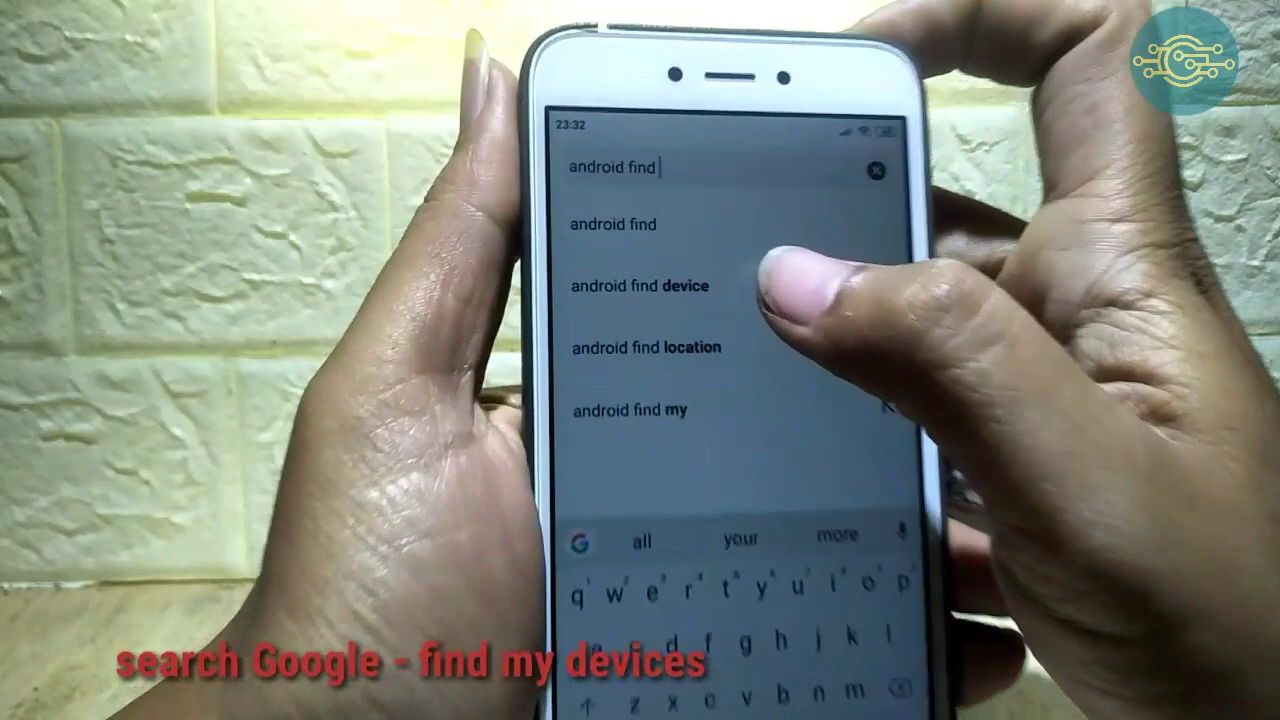 23:32
android find
android find
android find device
android find location
android find my
all your more
q w e r t y u i o p
d f g h j k l
z x c v b n m
search Google - find my devices